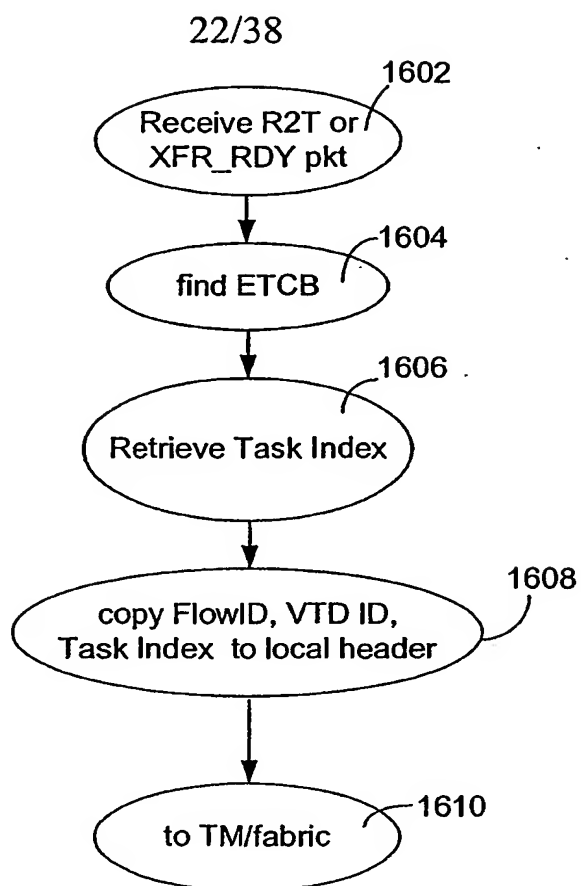 22/38
1602
Receive R2T or
XFR_RDY pkt
1604
find ETCB
1606
Retrieve Task Index
1608
copy FlowID, VTD ID,
Task Index to local header
1610
to TM/fabric